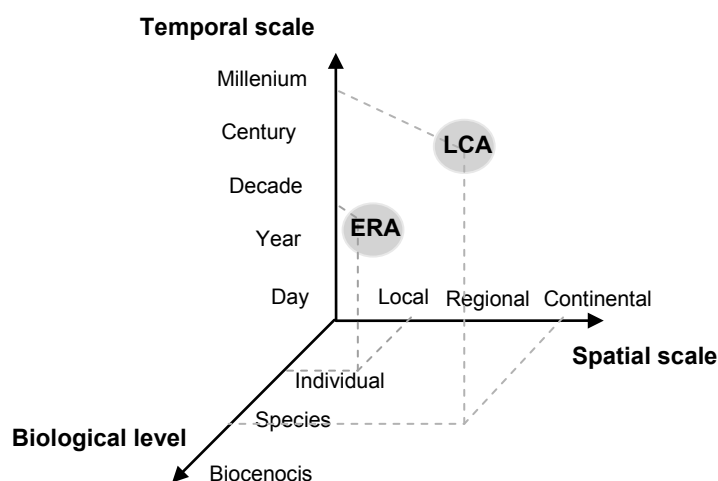 Temporal scale
Millenium
Century
LCA
Decade
ERA
Year
Day
Local
Regional
Continental
Spatial scale
Individual
Species
Biological level
Biocenocis